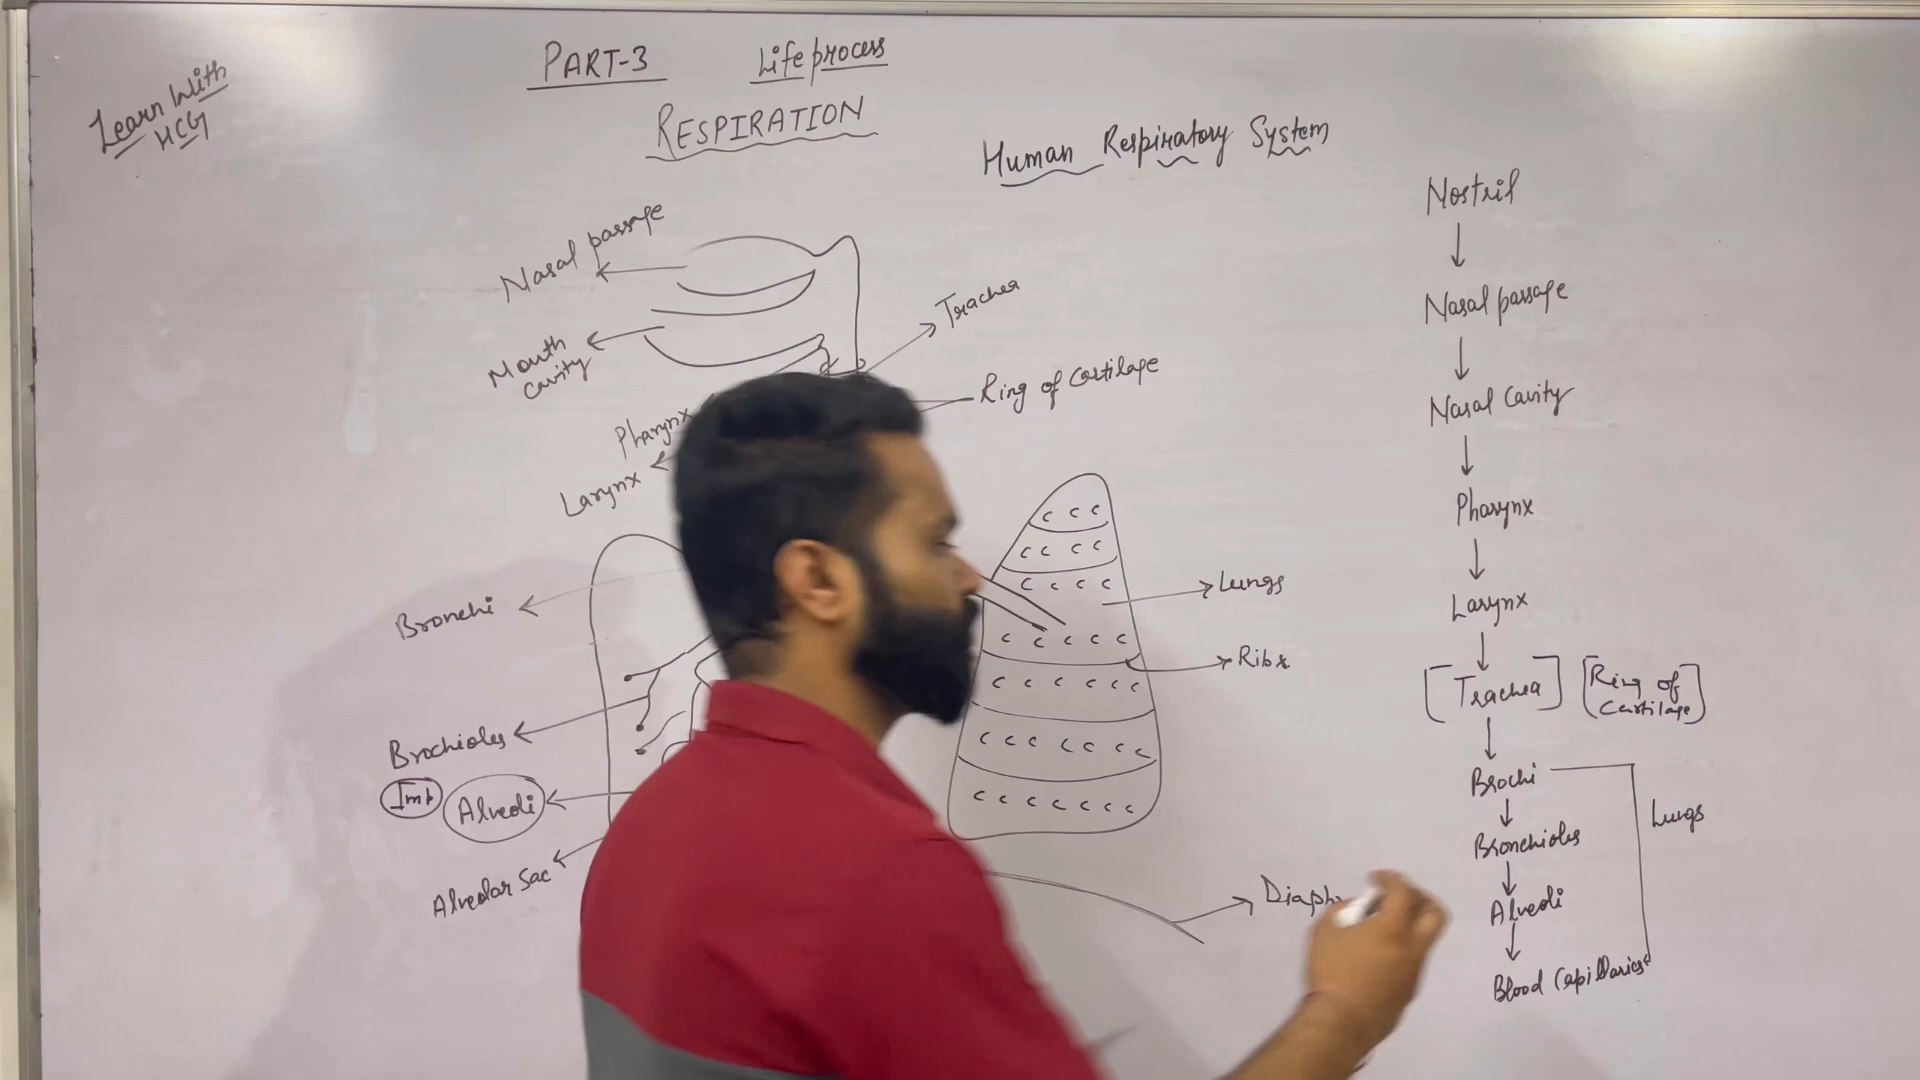 Learn With
HCG
PART-3
Life process
RESPIRATION
Human Respiratory System
Nasal passage
Mouth
cavity
Pharynx
Larynx
Trachea
Ring of Cartilage
Bronchi
Brochioles
Imp
Alveoli
Alveolar Sac
Lungs
Ribs
Diaph
Nostril
Nasal passage
Nasal Cavity
Pharynx
Larynx
[Trachea] [Ring of
Cartilage]
Brochi
Bronchioles
Alveoli
Blood Capillaries
Lungs